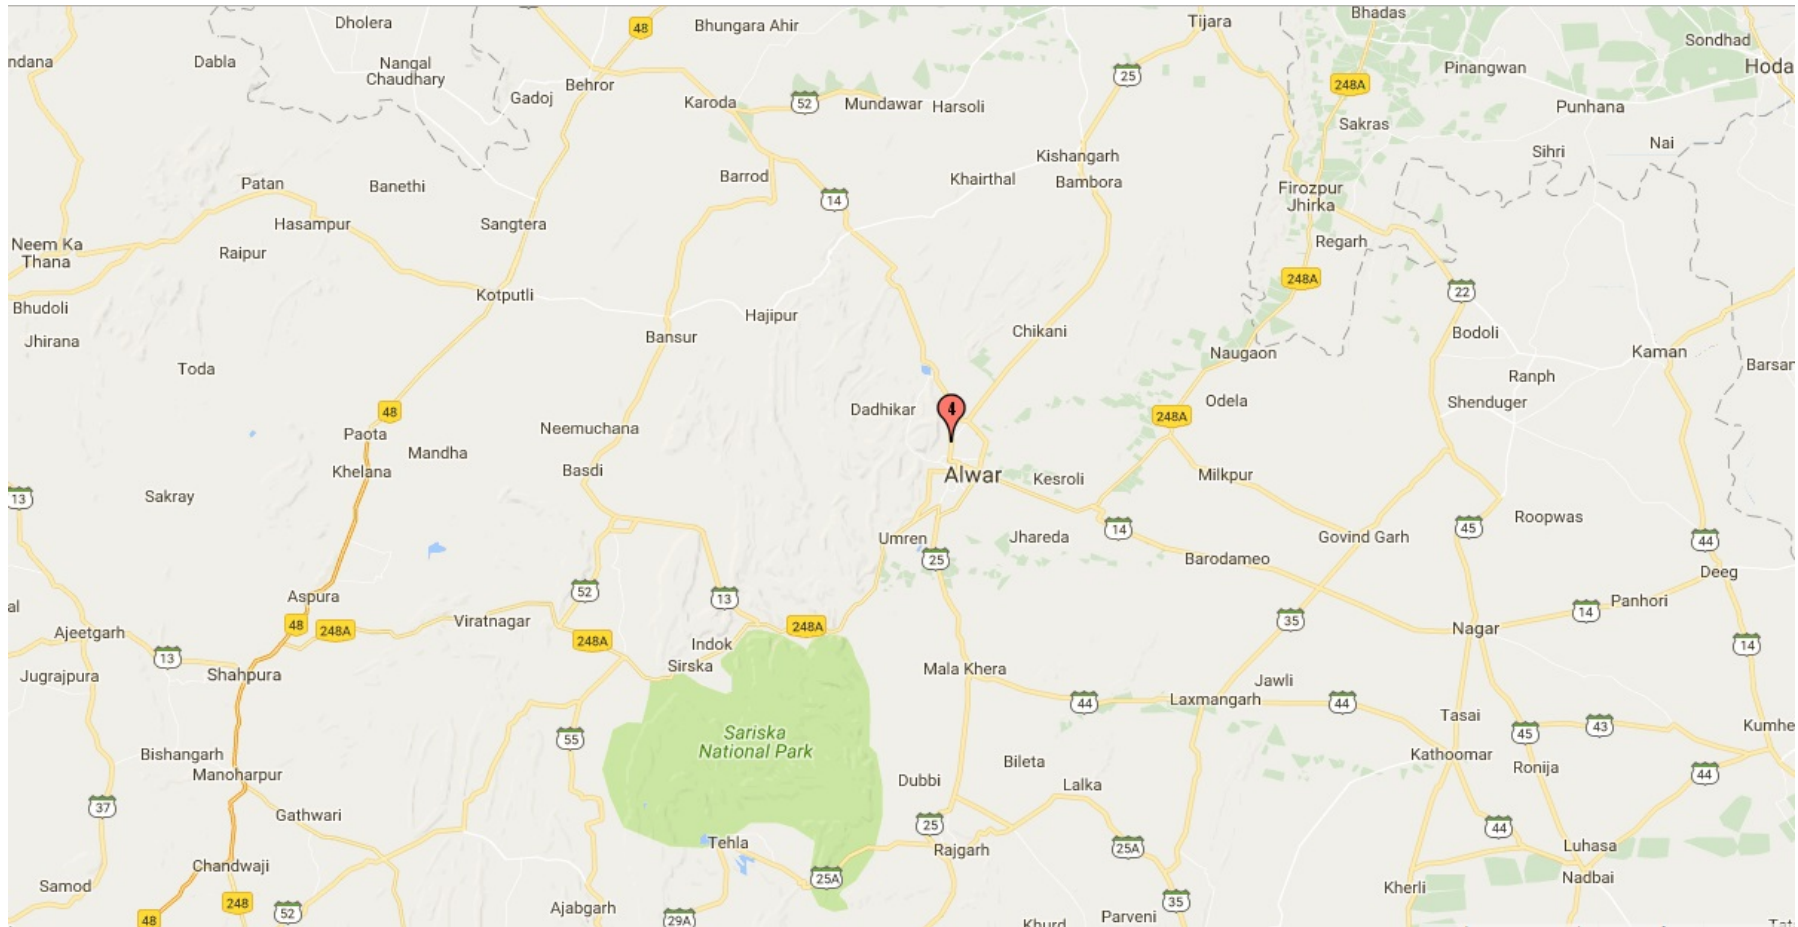 Dholera
48
Bhungara Ahir
Tijara
Bhadas
Sondhad
ndana
Dabla
Nangal
Chaudhary
Gadoj
Behror
Karoda
52
Mundawar
Harsoli
25
248A
Pinangwan
Hoda
Punhana
Sakras
Kishangarh
Sihri
Nai
Patan
Banethi
Barrod
14
Khairthal
Bambora
Firozpur
Jhirka
Hasampur
Sangtera
Neem Ka
Thana
Raipur
Regarh
248A
22
Bhudoli
Kotputli
Hajipur
Bansur
Chikani
Bodoli
Jhirana
Toda
Naugaon
Kaman
Barsan
Ranph
48
Dadhikar
4
248A
Odela
Shenduger
Paota
Mandha
Neemuchana
Khelana
Basdi
Alwar
Kesroli
Milkpur
13
Sakray
Roopwas
Umren
25
Jhareda
14
Govind Garh
45
44
Barodameo
Deeg
al
Aspura
52
13
14
Panhori
Ajeetgarh
48
248A
Viratnagar
248A
248A
35
Nagar
14
13
Indok
Sirska
Jugrajpura
Shahpura
Mala Khera
Jawli
44
Laxmangarh
44
Sariska
National Park
55
Tasai
45
43
Kumhe
Bishangarh
Manoharpur
Dubbi
Bileta
Lalka
Kathoomar
Ronija
44
37
Gathwari
25
44
Tehla
Rajgarh
25A
Luhasa
Samod
Chandwaji
25A
Kherli
Nadbai
48
248
52
Ajabgarh
29A
Khurd
Parveni
35